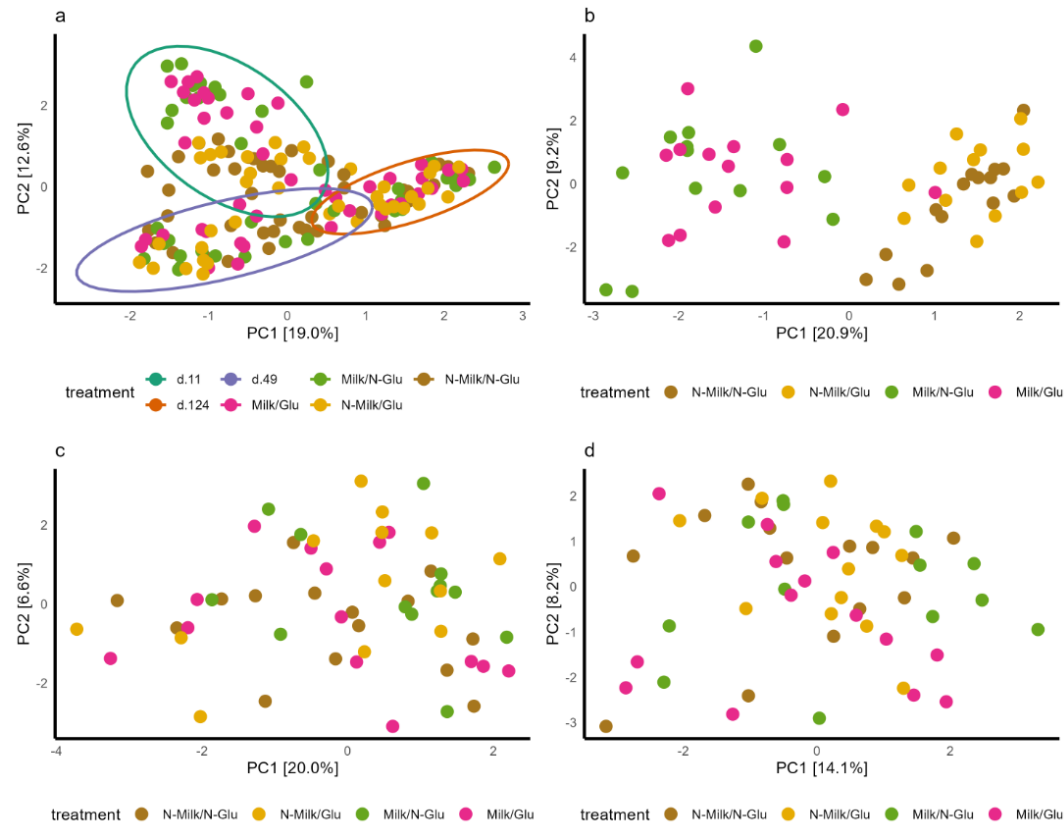 a
PC2 [12.6%]
2
0
-2
-2 -1 0 1 2 3
PC1 [19.0%]
treatment d.11 d.49 Milk/N-Glu N-Milk/N-Glu
d.124 Milk/Glu N-Milk/Glu
b
PC2 [9.2%]
4
2
0
-2
-3 -2 -1 0 1 2
PC1 [20.9%]
treatment N-Milk/N-Glu N-Milk/Glu Milk/N-Glu Milk/Glu
c
PC2 [6.6%]
2
0
-2
-4 -2 0 2
PC1 [20.0%]
treatment N-Milk/N-Glu N-Milk/Glu Milk/N-Glu Milk/Glu
d
PC2 [8.2%]
2
1
0
-1
-2
-3
-2 0 2
PC1 [14.1%]
treatment N-Milk/N-Glu N-Milk/Glu Milk/N-Glu Milk/Glu